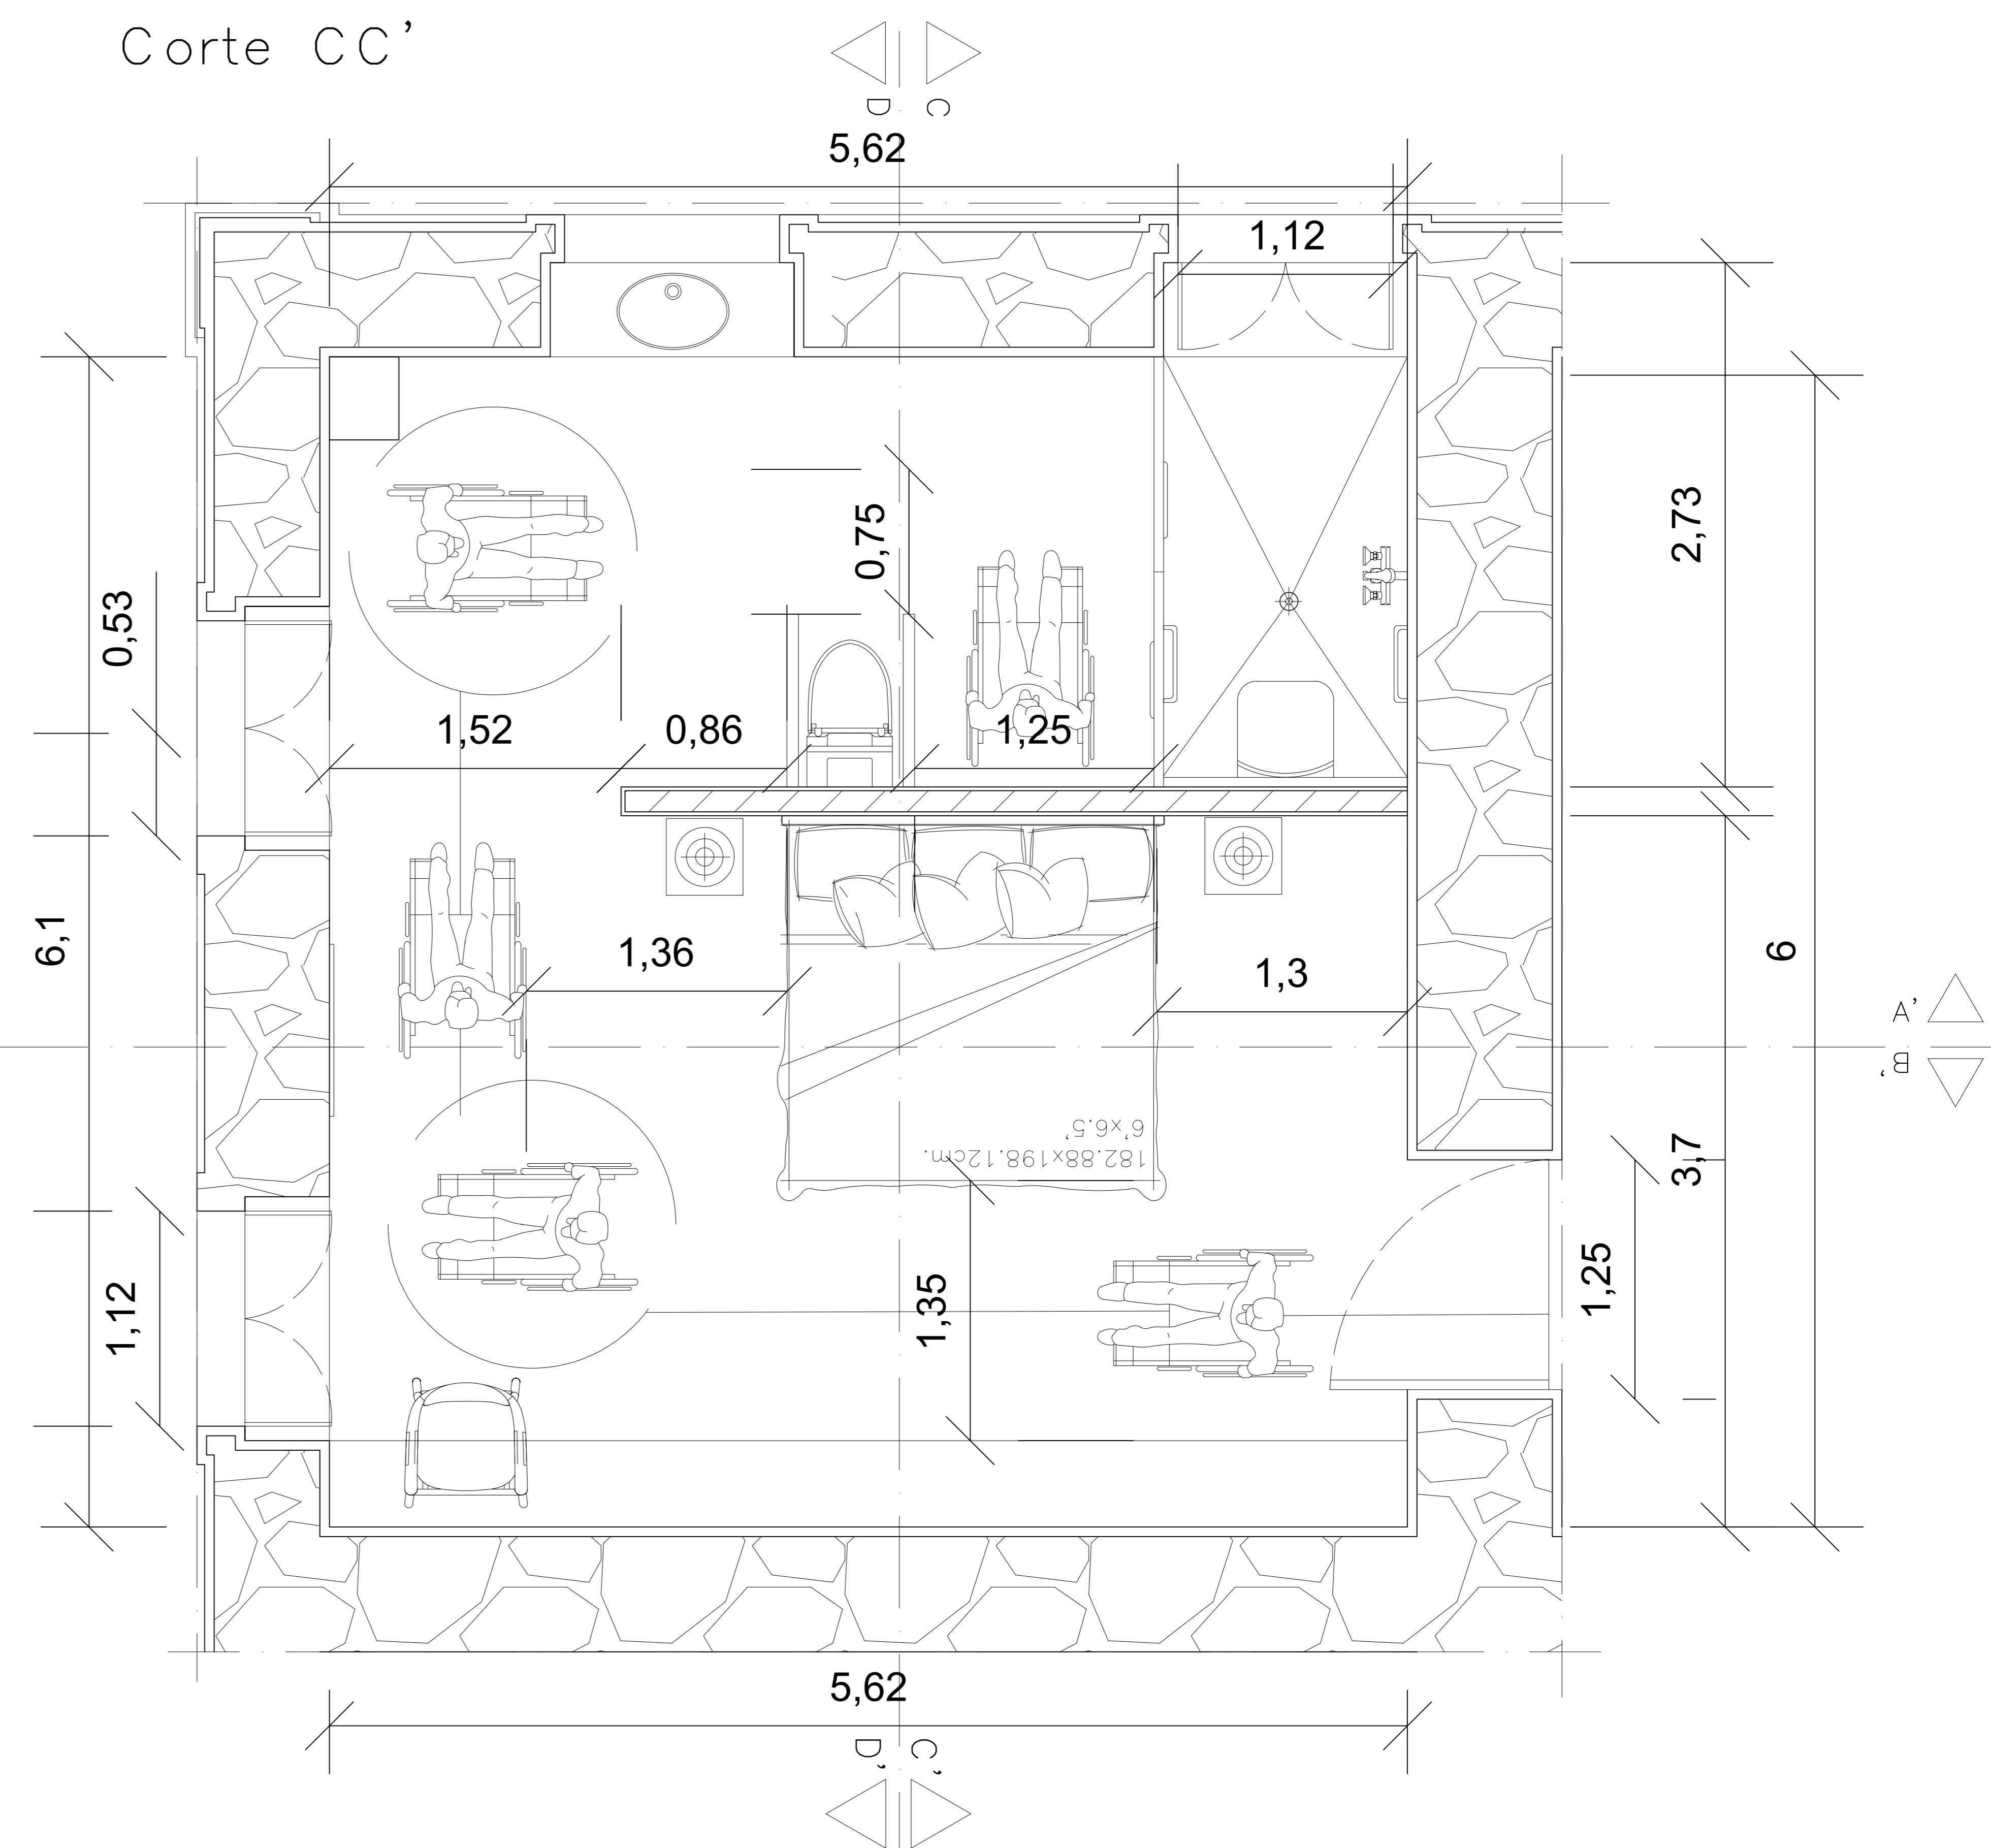 Corte CC'
D C
5,62
1,12
2,73
0,75
0,53
1,52
0,86
1,25
6,1
1,36
1,3
6
A'
B'
6'x6.5'
182.88x198.12cm.
3,7
1,25
1,12
1,35
5,62
D' C'